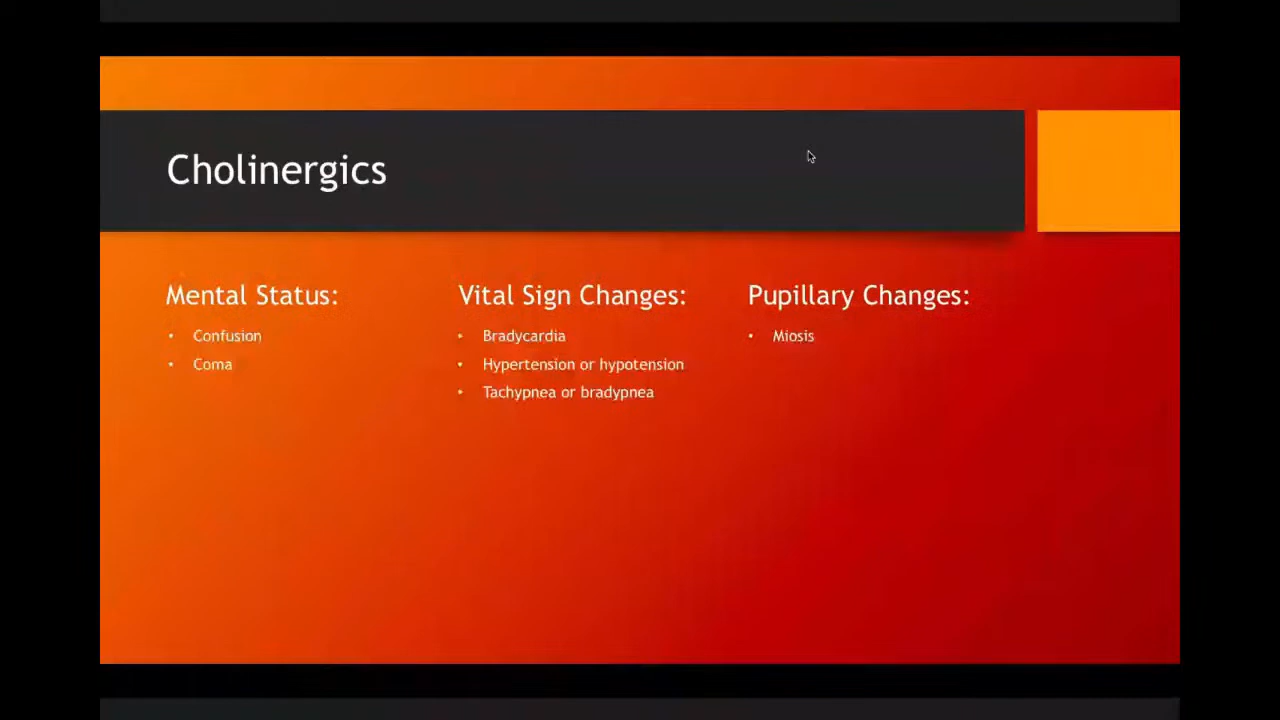 Cholinergics
Mental Status:
• Confusion
• Coma
Vital Sign Changes:
• Bradycardia
• Hypertension or hypotension
• Tachypnea or bradypnea
Pupillary Changes:
• Miosis